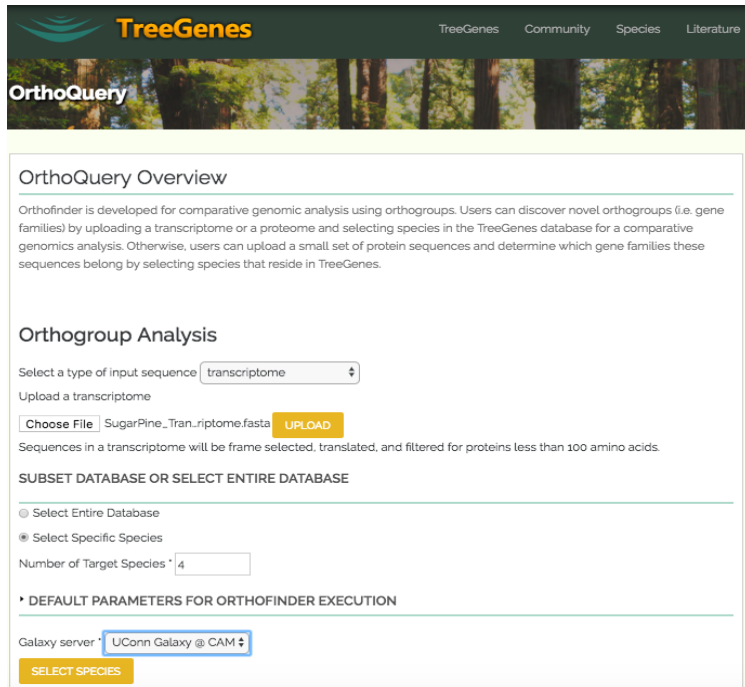 TreeGenes
TreeGenes Community Species Literature
OrthoQuery
OrthoQuery Overview
Orthofinder is developed for comparative genomic analysis using orthogroups. Users can discover novel orthogroups (i.e. gene
families) by uploading a transcriptome or a proteome and selecting species in the TreeGenes database for a comparative
genomics analysis. Otherwise, users can upload a small set of protein sequences and determine which gene families these
sequences belong by selecting species that reside in TreeGenes.
Orthogroup Analysis
Select a type of input sequence transcriptome
Upload a transcriptome
Choose File SugarPine_Tran...riptome.fasta UPLOAD
Sequences in a transcriptome will be frame selected, translated, and filtered for proteins less than 100 amino acids.
SUBSET DATABASE OR SELECT ENTIRE DATABASE
Select Entire Database
Select Specific Species
Number of Target Species * 4
DEFAULT PARAMETERS FOR ORTHOFINDER EXECUTION
Galaxy server * UConn Galaxy @ CAM
SELECT SPECIES